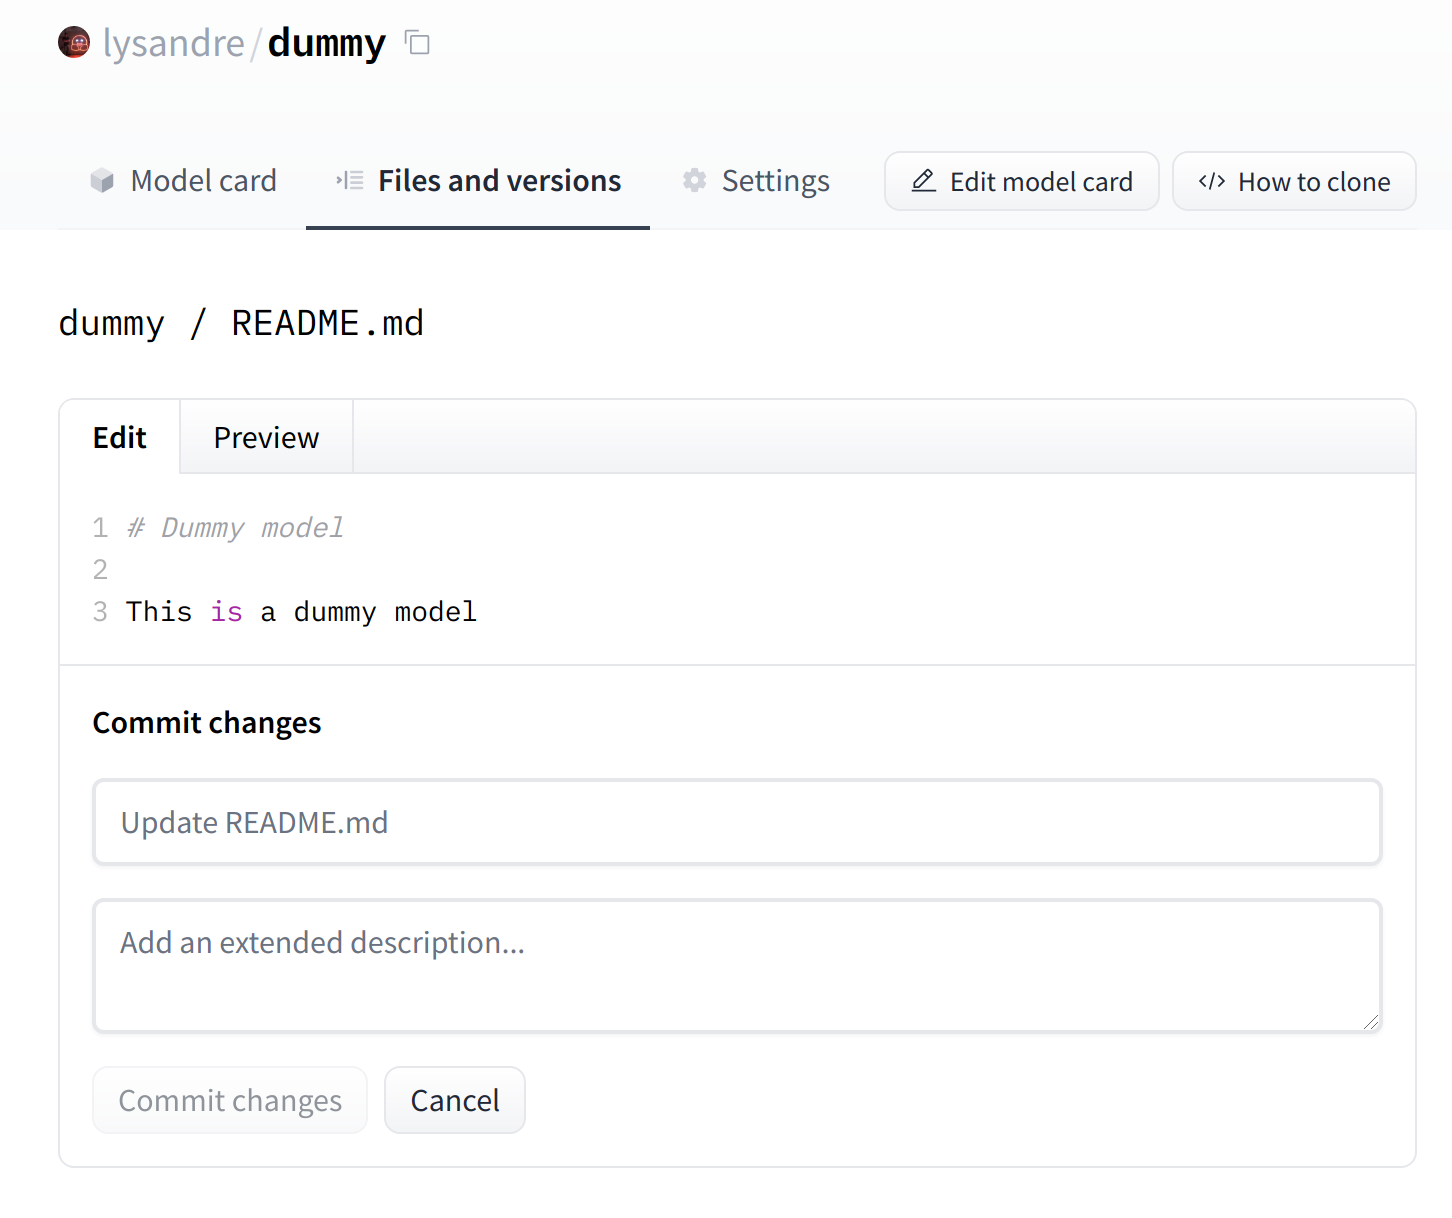 lysandre/dummy
Model card Files and versions Settings Edit model card </> How to clone
dummy / README.md
Edit Preview
1 # Dummy model
2
3 This is a dummy model
Commit changes
Update README.md
Add an extended description...
Commit changes Cancel